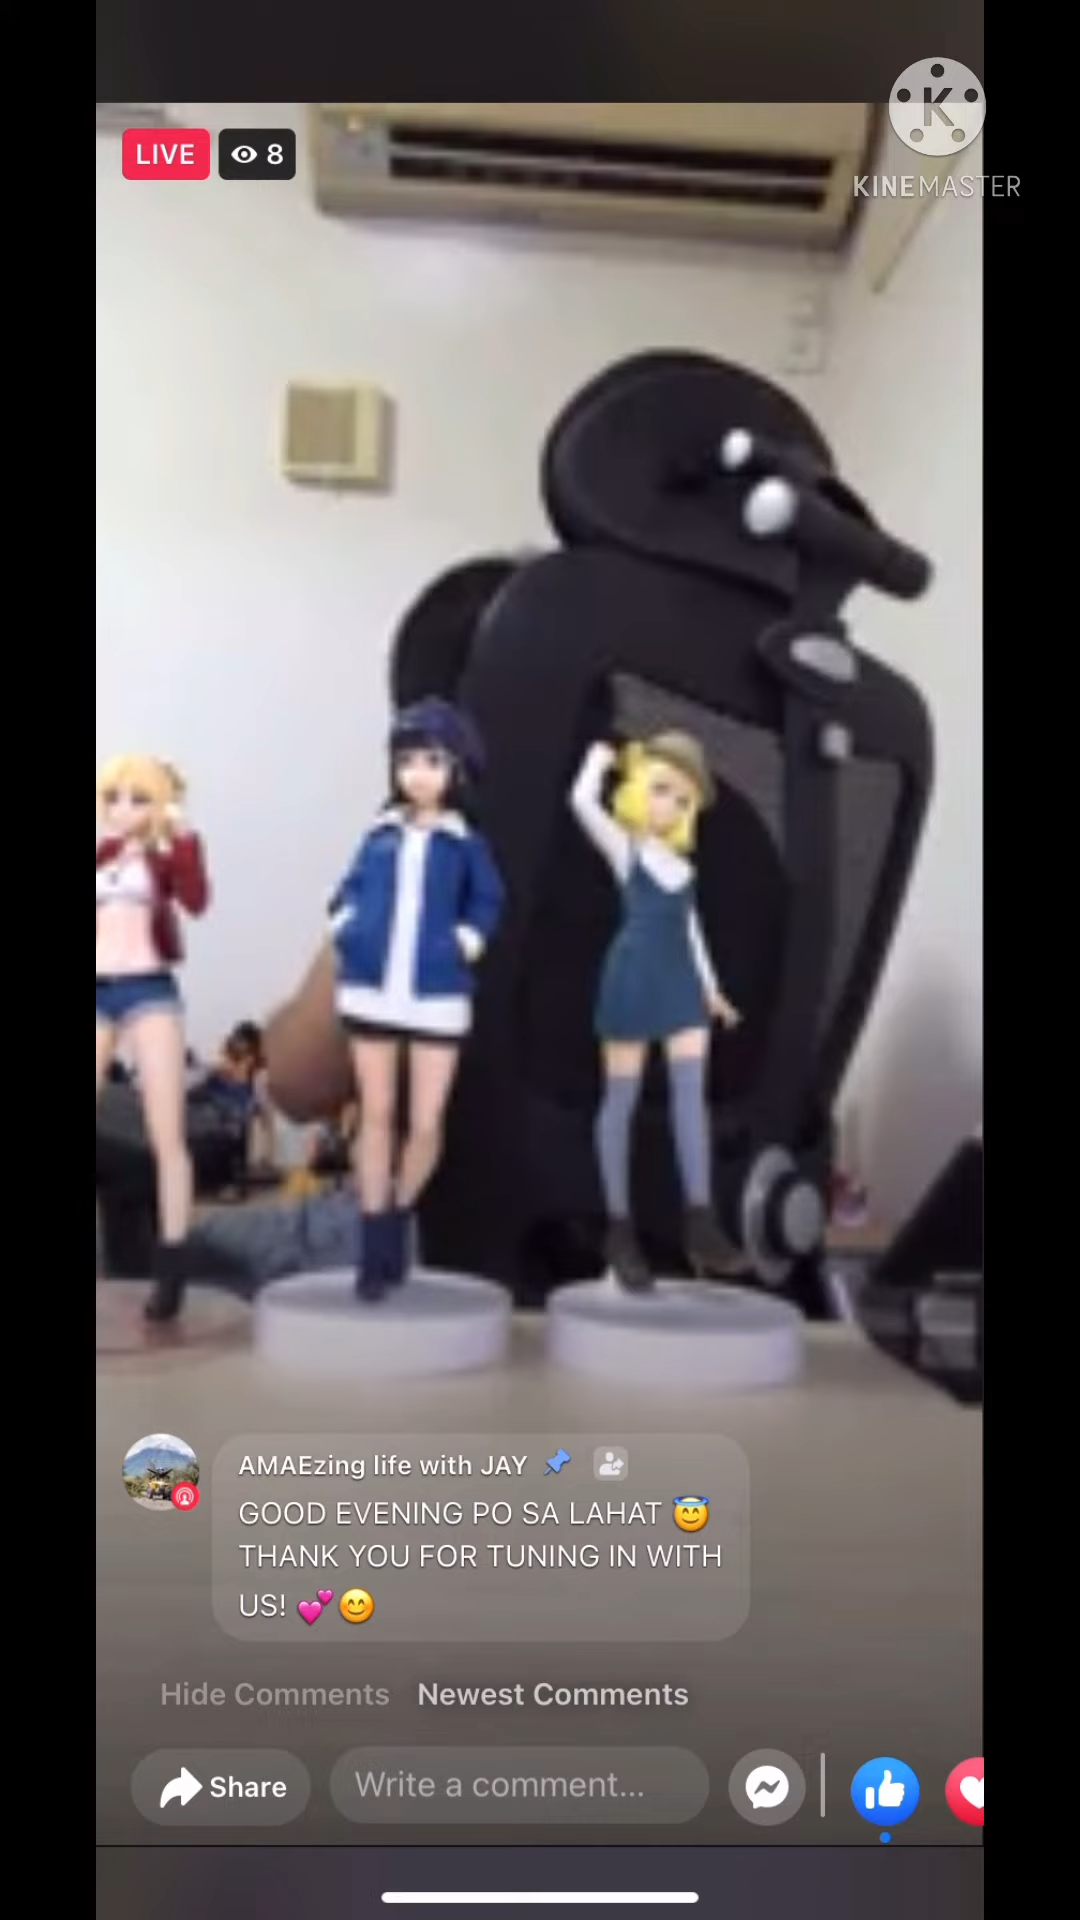 LIVE 8
K
KINEMASTER
AMAEzing life with JAY
GOOD EVENING PO SA LAHAT 😇
THANK YOU FOR TUNING IN WITH
US! 💕😊
Hide Comments Newest Comments
Share Write a comment...